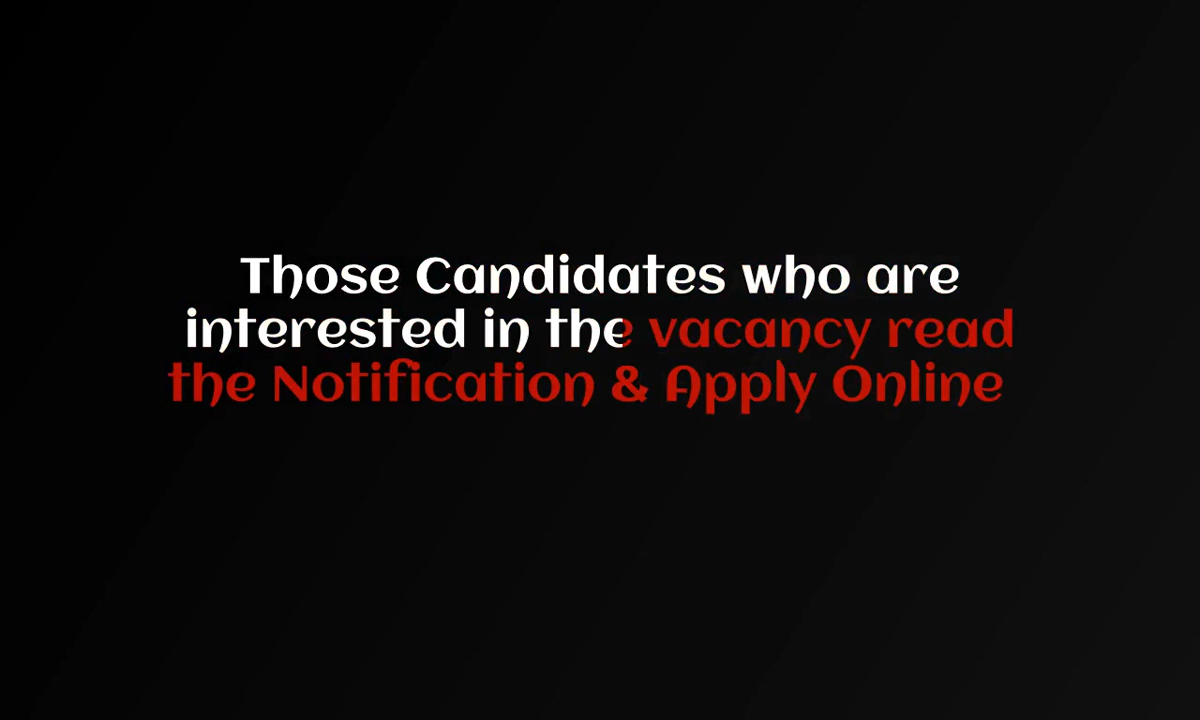 Those Candidates who are
interested in the vacancy read
the Notification & Apply Online